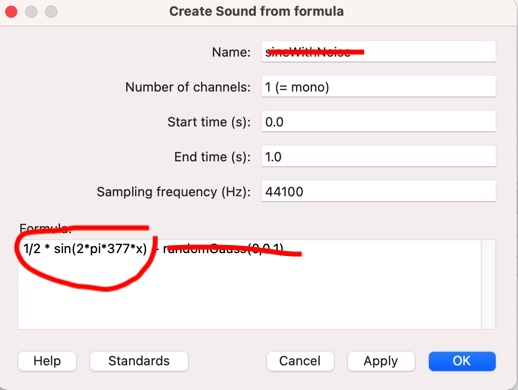 Create Sound from formula
Name: sineWithNoise
Number of channels: 1 (= mono)
Start time (s): 0.0
End time (s): 1.0
Sampling frequency (Hz): 44100
Formula:
1/2 * sin(2*pi*377*x) + randomGauss(0,0.1)
Help Standards Cancel Apply OK